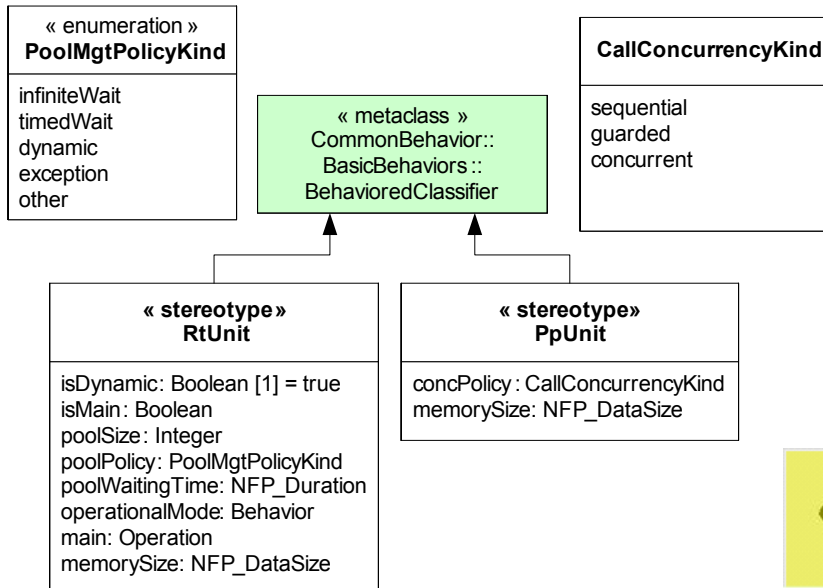 « enumeration »
PoolMgtPolicyKind
infiniteWait
timedWait
dynamic
exception
other
« metaclass »
CommonBehavior::
BasicBehaviors::
BehavioredClassifier
CallConcurrencyKind
sequential
guarded
concurrent
« stereotype»
RtUnit
isDynamic: Boolean [1] = true
isMain: Boolean
poolSize: Integer
poolPolicy: PoolMgtPolicyKind
poolWaitingTime: NFP_Duration
operationalMode: Behavior
main: Operation
memorySize: NFP_DataSize
« stereotype»
PpUnit
concPolicy: CallConcurrencyKind
memorySize: NFP_DataSize